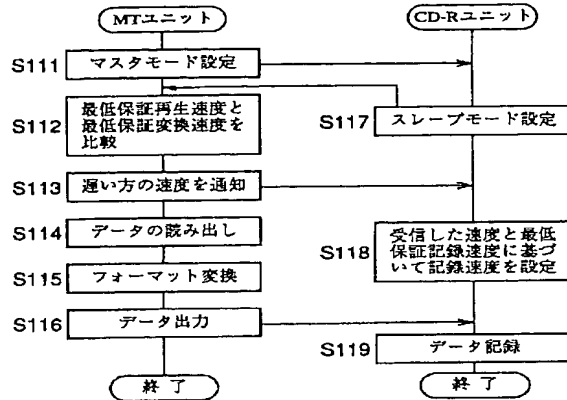 MTユニット
CD-Rユニット
S111
マスタモード設定
S112
最低保証再生速度と
最低保証変換速度を
比較
S117
スレーブモード設定
S113
遅い方の速度を通知
S114
データの読み出し
S118
受信した速度と最低
保証記録速度に基づ
いて記録速度を設定
S115
フォーマット変換
S116
データ出力
S119
データ記録
終了
終了